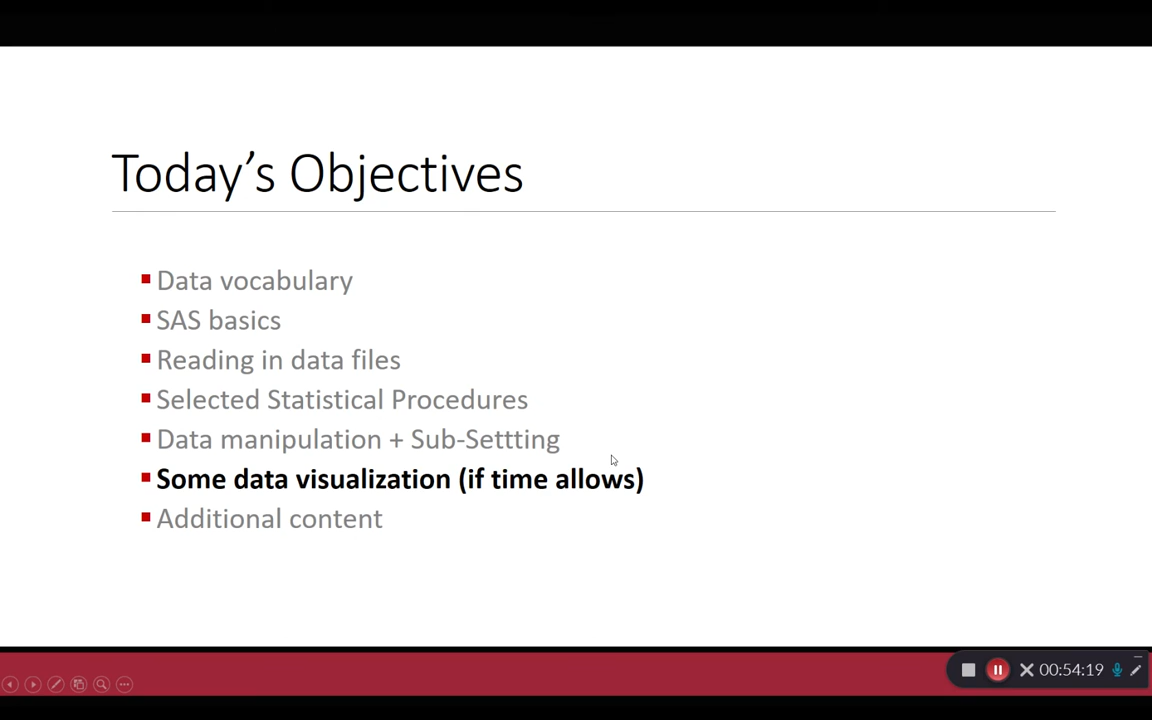 Today's Objectives
Data vocabulary
SAS basics
Reading in data files
Selected Statistical Procedures
Data manipulation + Sub-Settting
Some data visualization (if time allows)
Additional content
00:54:19